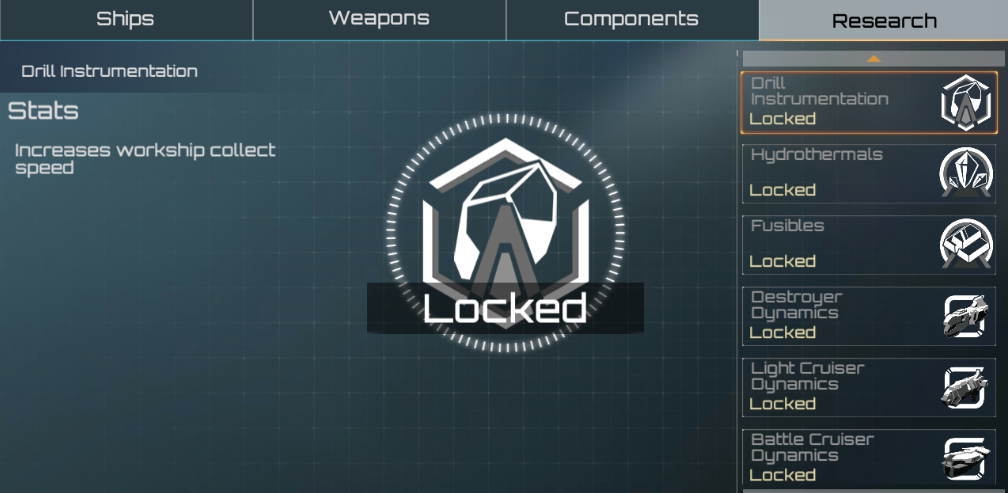 Ships
Weapons
Components
Research
Drill Instrumentation
Stats
Increases workship collect
speed
Locked
Drill
Instrumentation
Locked
Hydrothermals
Locked
Fusibles
Locked
Destroyer
Dynamics
Locked
Light Cruiser
Dynamics
Locked
Battle Cruiser
Dynamics
Locked